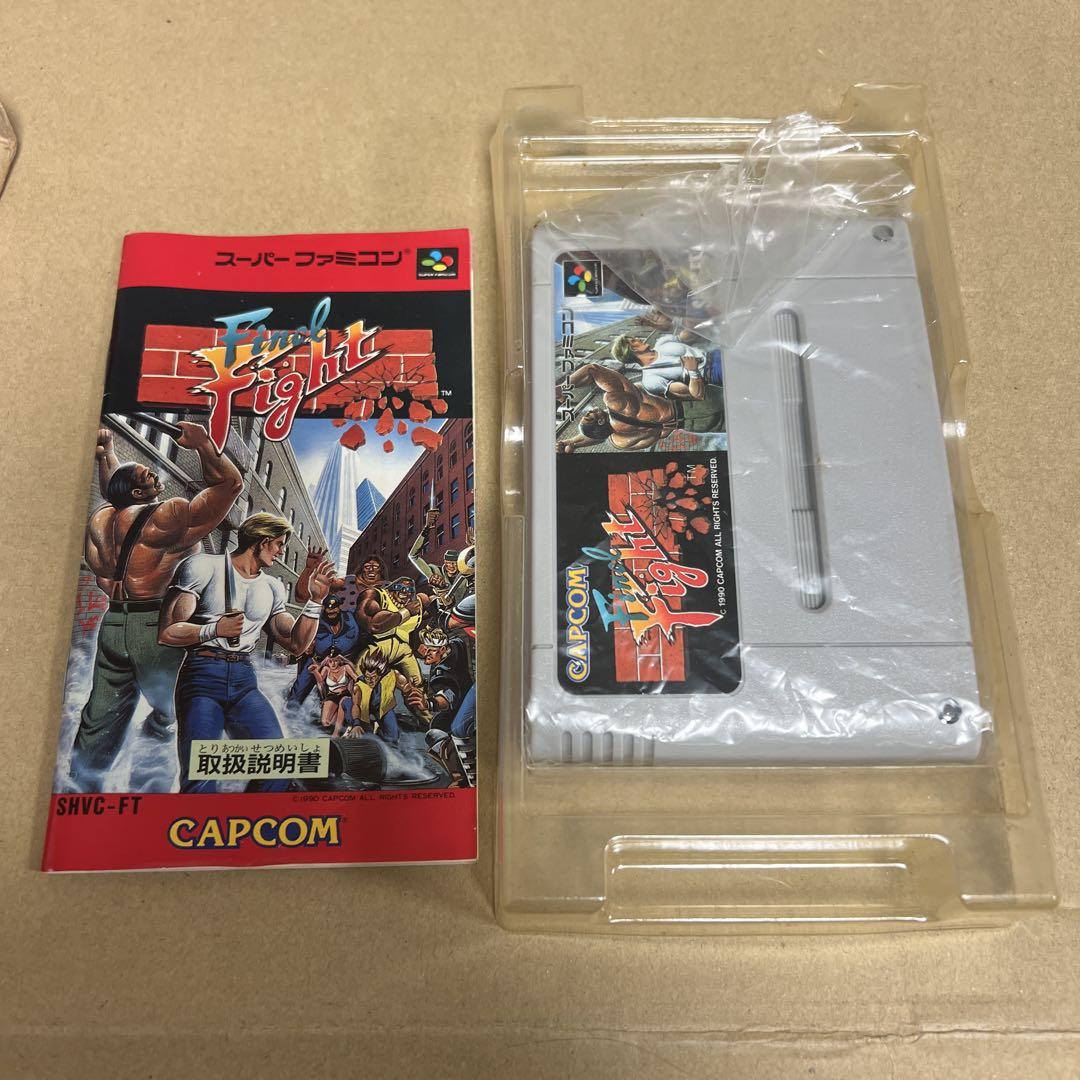 スーパーファミコン®
SUPER FAMICOM
Final
Fight
TM
とりあつかいせつめいしょ
取扱説明書
SHVC-FT
© 1990 CAPCOM ALL RIGHTS RESERVED.
CAPCOM
スーパーファミコン
CAPCOM
Final
Fight
TM
© 1990 CAPCOM ALL RIGHTS RESERVED.